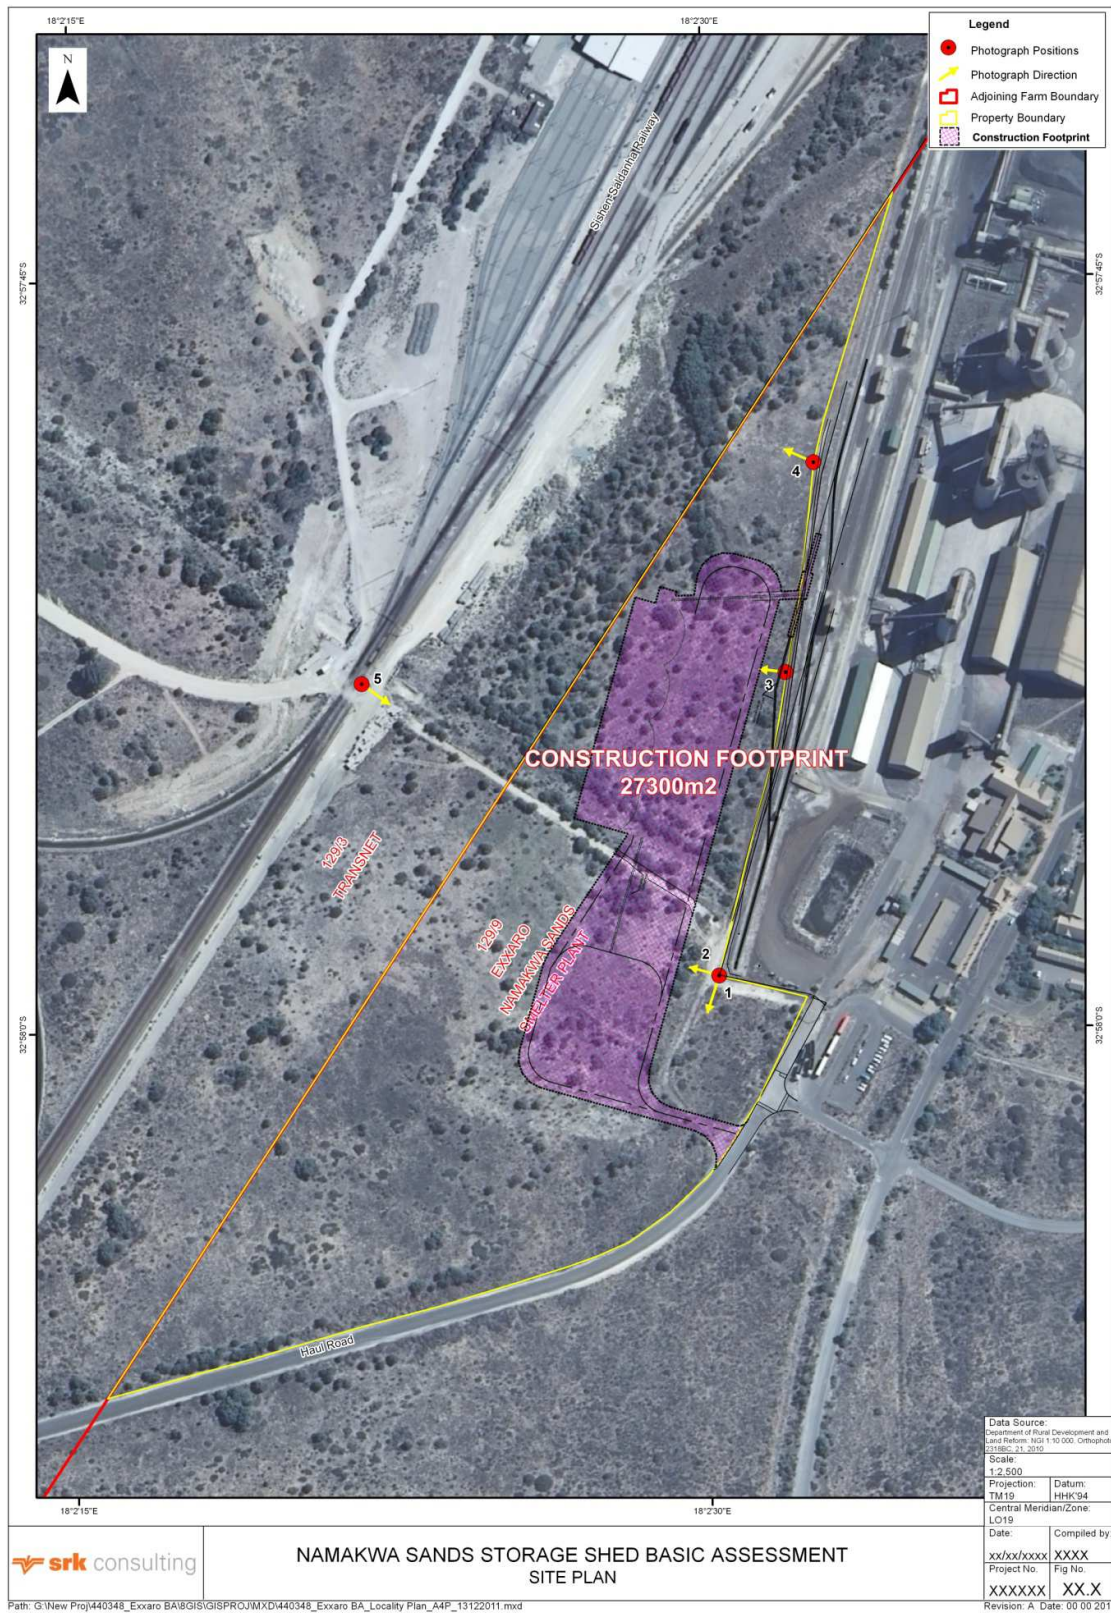 18°2'15"E
18°2'30"E
N
Legend
Photograph Positions
Photograph Direction
Adjoining Farm Boundary
Property Boundary
Construction Footprint
Sishen-Saldanha Railway
32°57'45"S
32°57'45"S
4
5
3
CONSTRUCTION FOOTPRINT
27300m2
129/3
TRANSNET
129/9
EXXARO
NAMAKWA SANDS
SMELTER PLANT
2
1
32°58'0"S
32°58'0"S
Haul Road
18°2'15"E
18°2'30"E
Data Source:
Department of Rural Development and
Land Reform: NGI 1:10 000, Orthophoto
Scale:
1:2,500
Projection:
TM19
Datum:
HHK'94
Central Meridian/Zone:
LO19
Date:
xx/xx/xxxx
Compiled by
XXXX
Project No.
XXXXXX
Fig No.
XX.X
srk consulting
NAMAKWA SANDS STORAGE SHED BASIC ASSESSMENT
SITE PLAN
Path: G:\New Proj\440348_Exxaro BA\8GIS\GISPROJ\MXD\440348_Exxaro BA_Locality Plan_A4P_13122011.mxd
Revision: A Date: 00 00 201